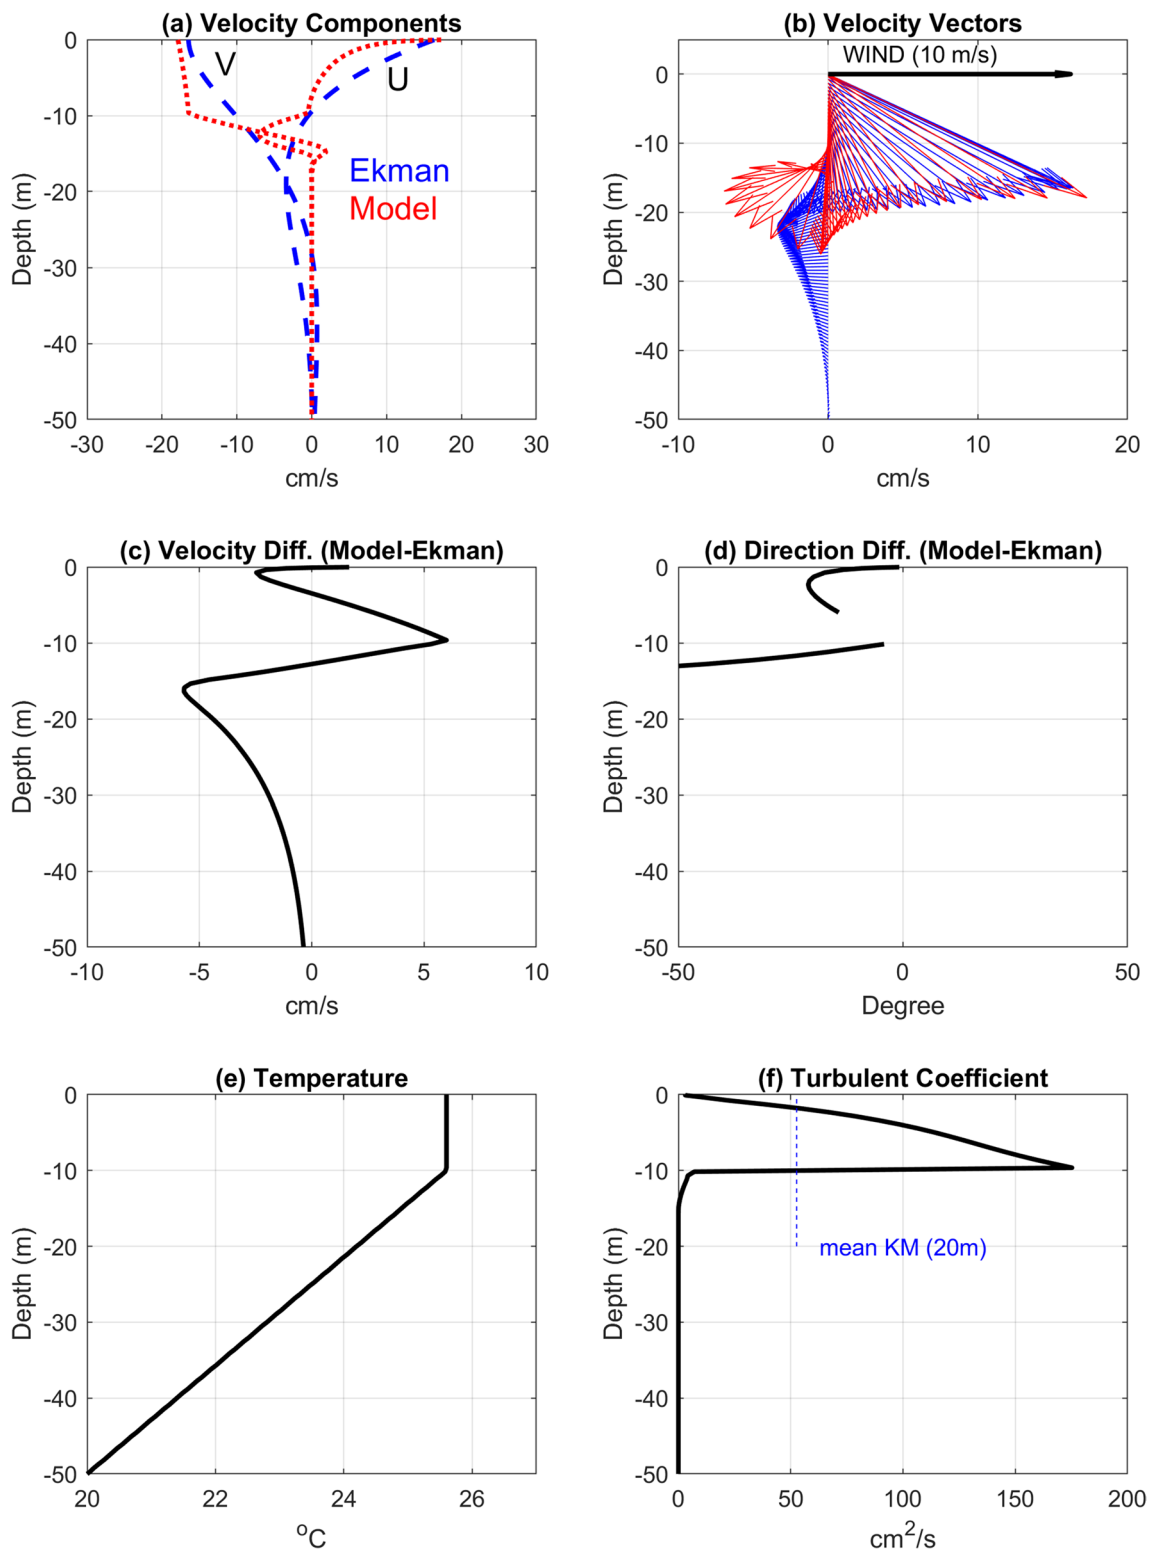 (a) Velocity Components
V
U
Ekman
Model
0
-10
-20
-30
-40
-50
-30
-20
-10
0
10
20
30
Depth (m)
cm/s
(b) Velocity Vectors
WIND (10 m/s)
0
-10
-20
-30
-40
-50
-10
0
10
20
Depth (m)
cm/s
(c) Velocity Diff. (Model-Ekman)
0
-10
-20
-30
-40
-50
-10
-5
0
5
10
Depth (m)
cm/s
(d) Direction Diff. (Model-Ekman)
0
-10
-20
-30
-40
-50
-50
0
50
Depth (m)
Degree
(e) Temperature
0
-10
-20
-30
-40
-50
20
22
24
26
Depth (m)
°C
(f) Turbulent Coefficient
mean KM (20m)
0
-10
-20
-30
-40
-50
0
50
100
150
200
Depth (m)
cm²/s